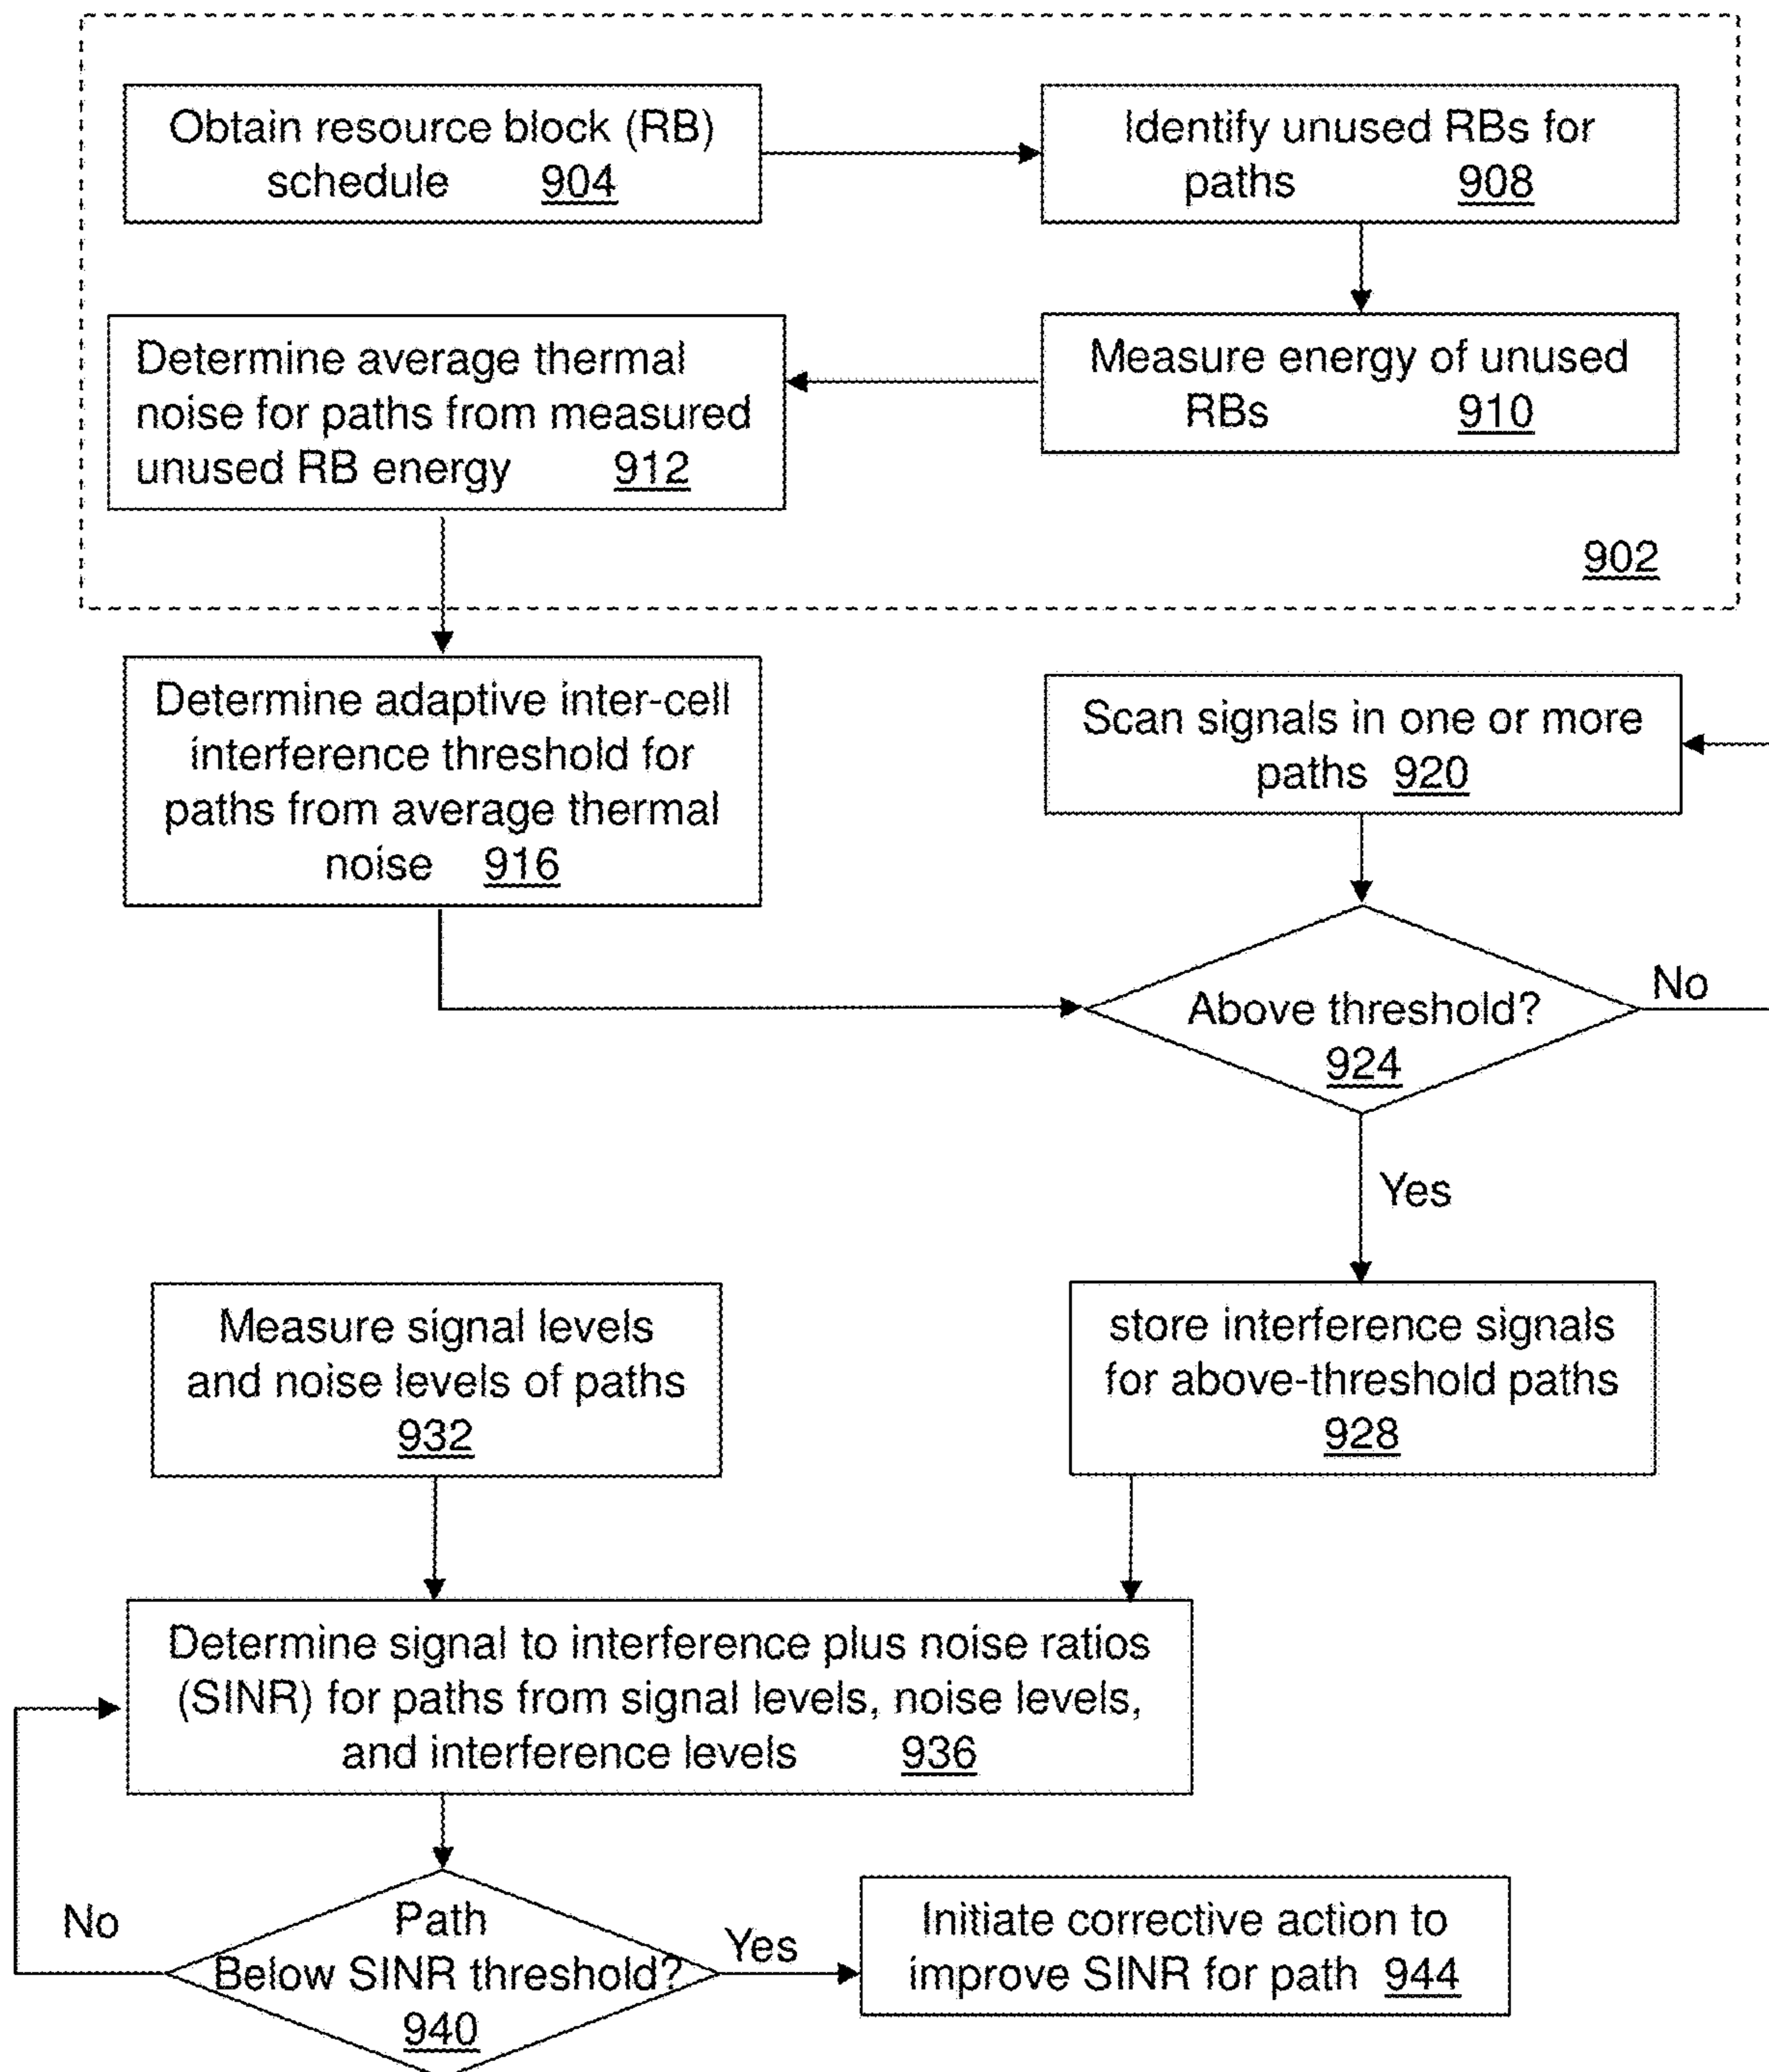 Obtain resource block (RB)
schedule 904
Identify unused RBs for
paths 908
Determine average thermal
noise for paths from measured
unused RB energy 912
Measure energy of unused
RBs 910
902
Determine adaptive inter-cell
interference threshold for
paths from average thermal
noise 916
Scan signals in one or more
paths 920
Above threshold?
924
No
Yes
Measure signal levels
and noise levels of paths
932
store interference signals
for above-threshold paths
928
Determine signal to interference plus noise ratios
(SINR) for paths from signal levels, noise levels,
and interference levels 936
No
Path
Below SINR threshold?
940
Yes
Initiate corrective action to
improve SINR for path 944